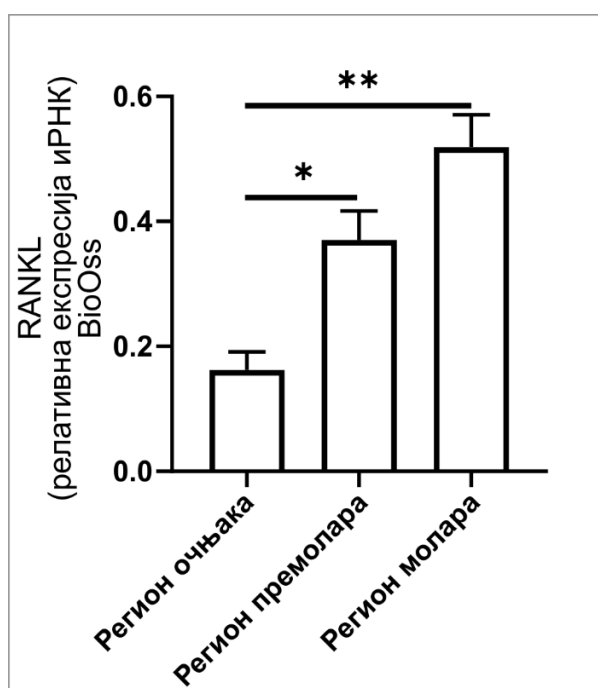 RANKL
(релативна експресија иРНК)
BioOss
0.6
0.4
0.2
0.0
**
*
Регион очњака
Регион премолара
Регион молара